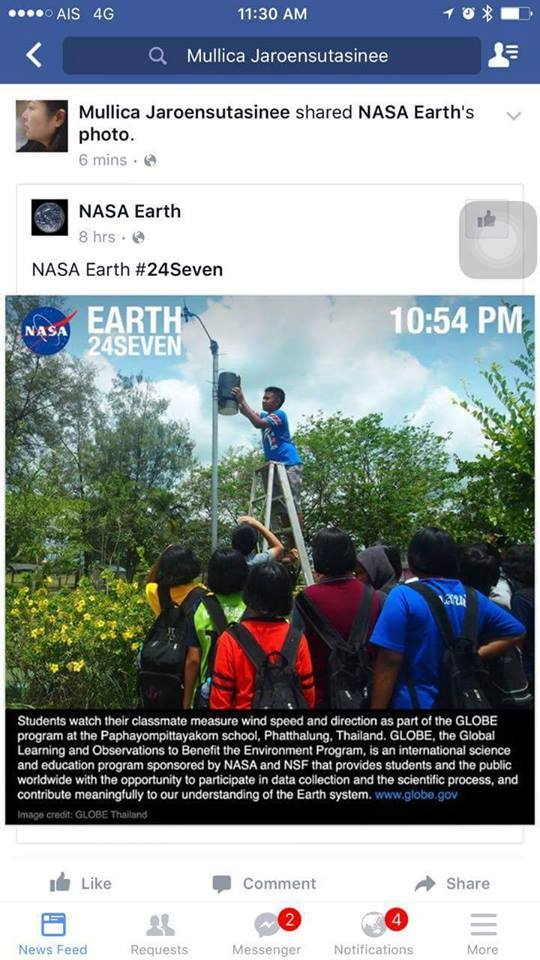 AIS 4G 11:30 AM
Mullica Jaroensutasinee
Mullica Jaroensutasinee shared NASA Earth's
photo.
6 mins ·
NASA Earth
8 hrs ·
NASA Earth #24Seven
NASA EARTH 10:54 PM
24SEVEN
Students watch their classmate measure wind speed and direction as part of the GLOBE
program at the Paphayompittayakom school, Phatthalung, Thailand. GLOBE, the Global
Learning and Observations to Benefit the Environment Program, is an international science
and education program sponsored by NASA and NSF that provides students and the public
worldwide with the opportunity to participate in data collection and the scientific process, and
contribute meaningfully to our understanding of the Earth system. www.globe.gov
Image credit: GLOBE Thailand
Like Comment Share
2 4
News Feed Requests Messenger Notifications More